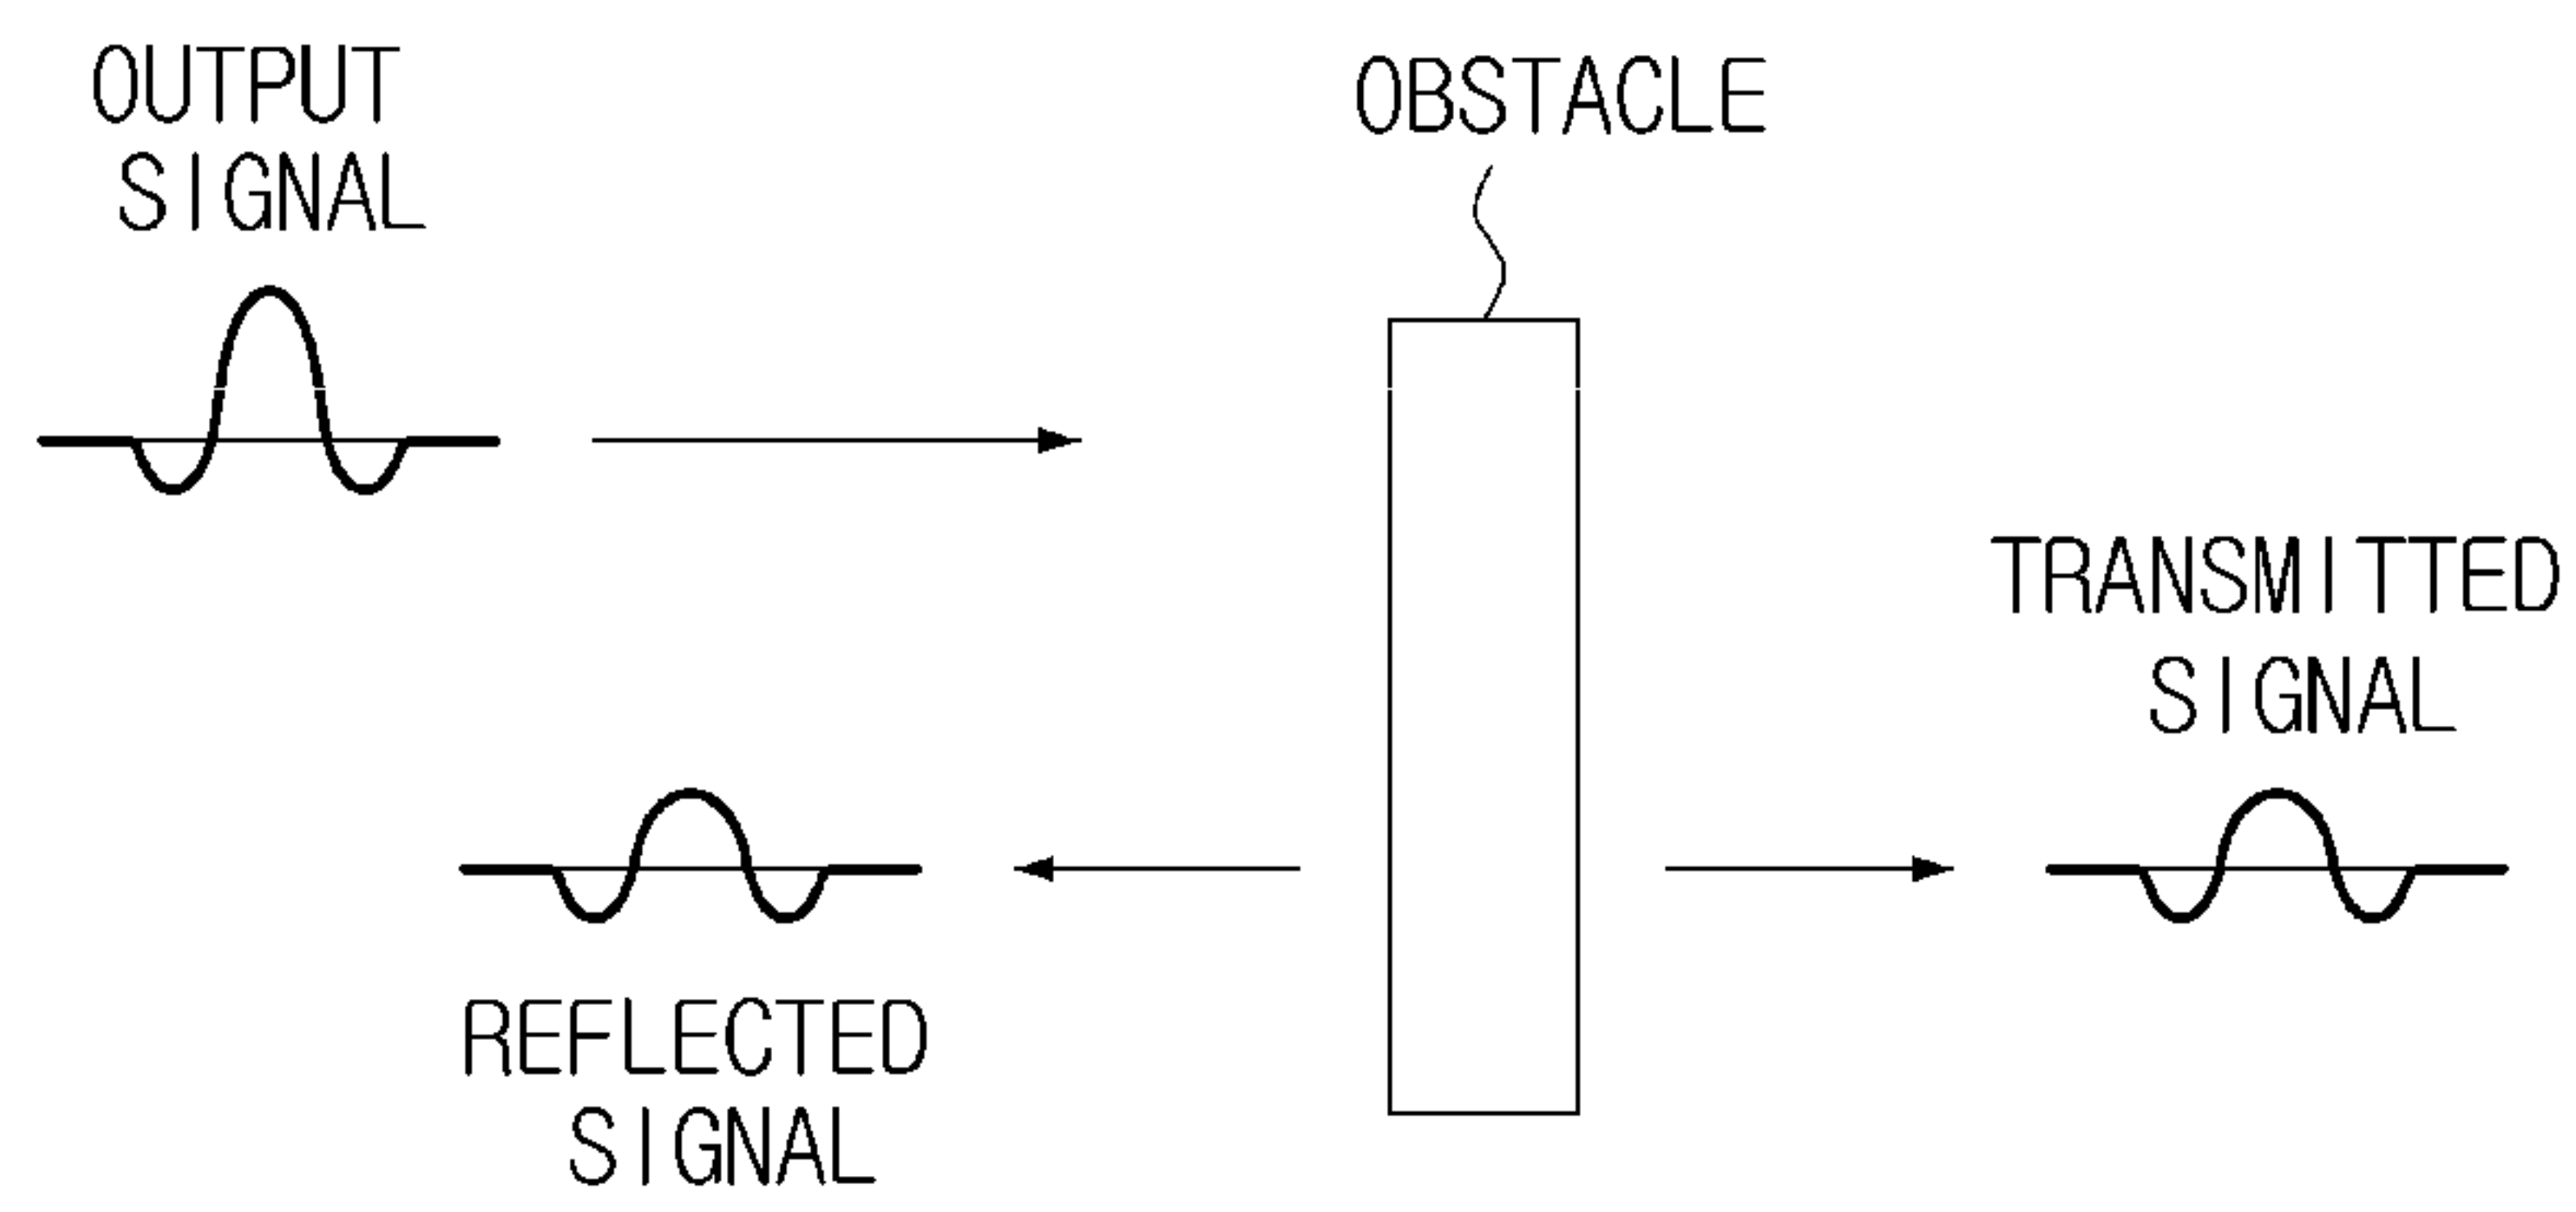 OUTPUT
SIGNAL
OBSTACLE
TRANSMITTED
SIGNAL
REFLECTED
SIGNAL